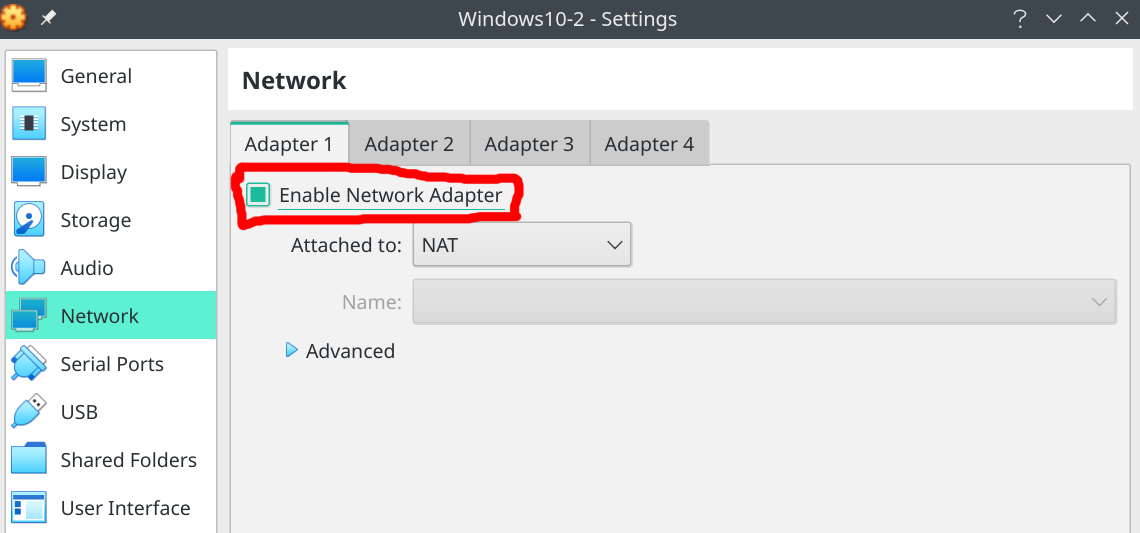 Windows10-2 - Settings
General
System
Display
Storage
Audio
Network
Serial Ports
USB
Shared Folders
User Interface
Network
Adapter 1 Adapter 2 Adapter 3 Adapter 4
Enable Network Adapter
Attached to: NAT
Name:
Advanced